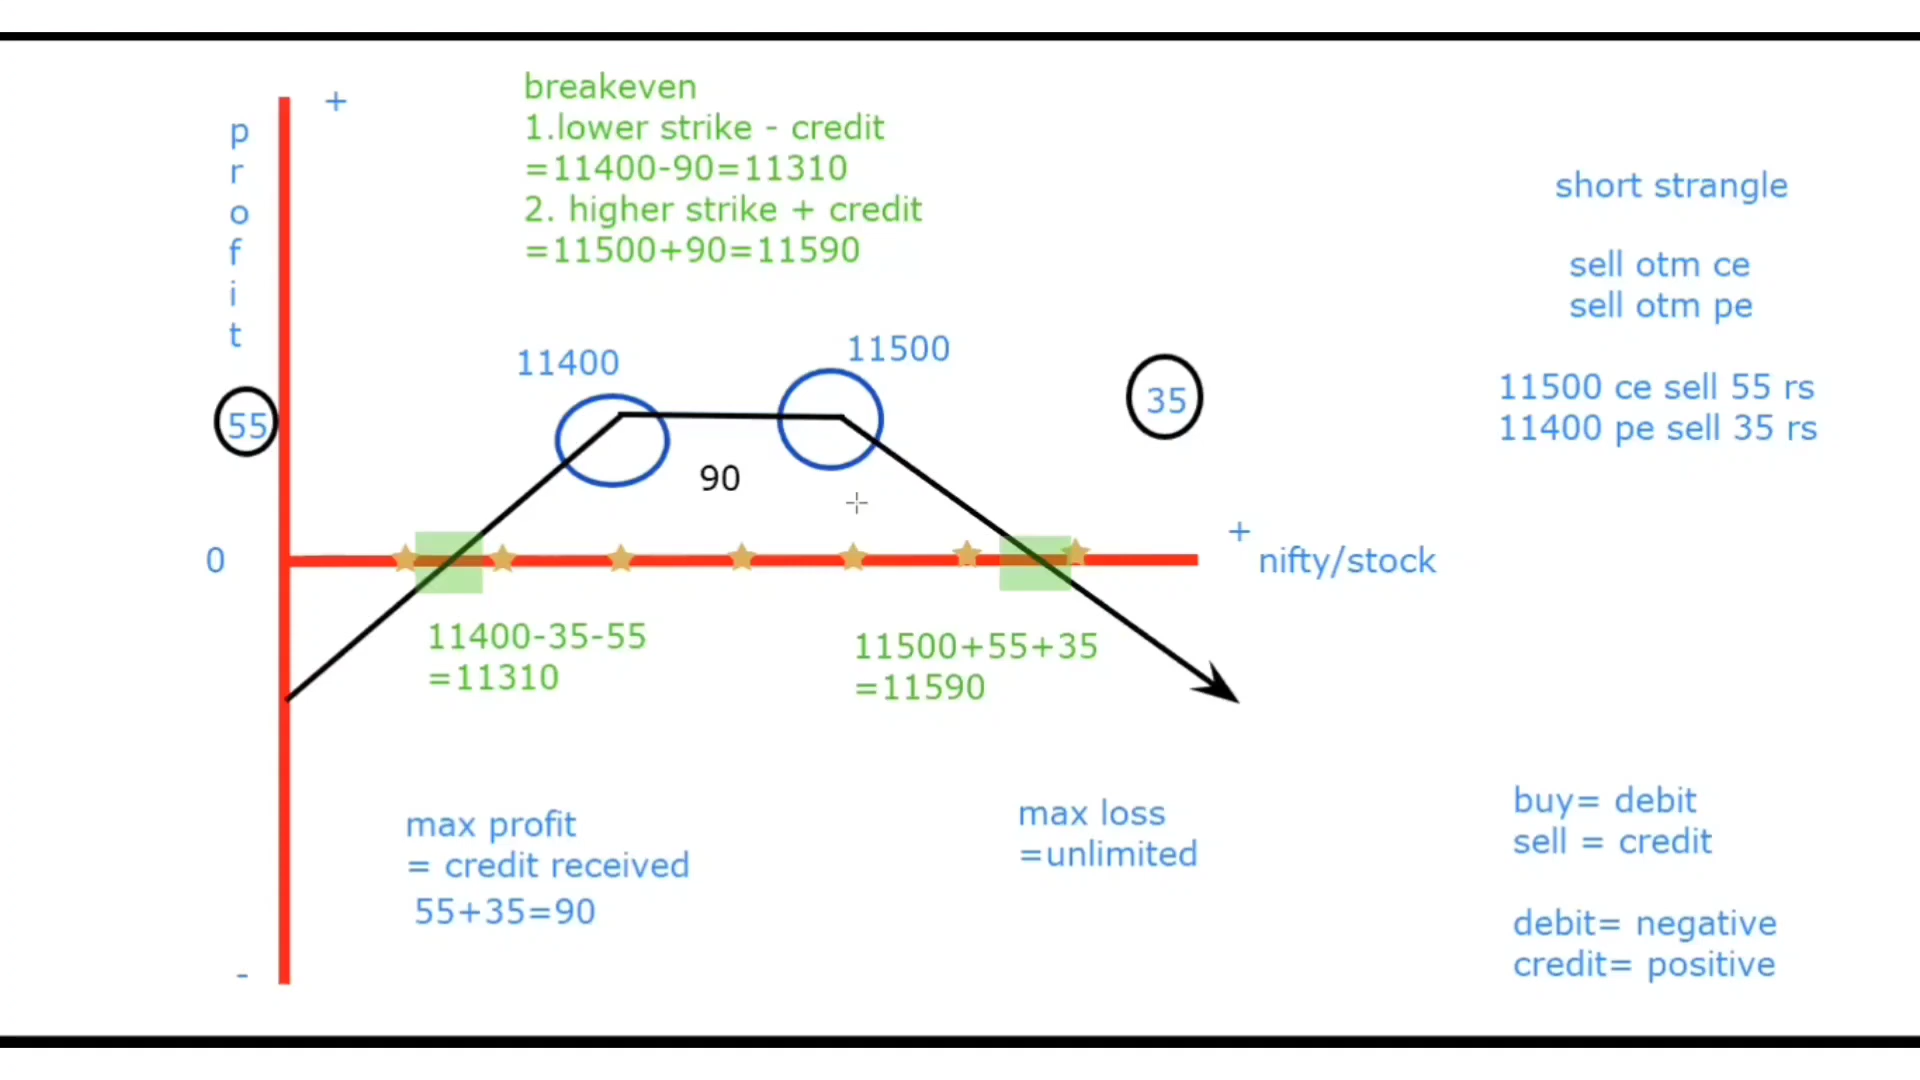 +
p
r
o
f
i
t
breakeven
1.lower strike - credit
=11400-90=11310
2. higher strike + credit
=11500+90=11590
short strangle
sell otm ce
sell otm pe
11500 ce sell 55 rs
11400 pe sell 35 rs
11400
11500
55
35
90
0
+
nifty/stock
11400-35-55
=11310
11500+55+35
=11590
max profit
= credit received
55+35=90
max loss
=unlimited
buy= debit
sell = credit
debit= negative
credit= positive
-